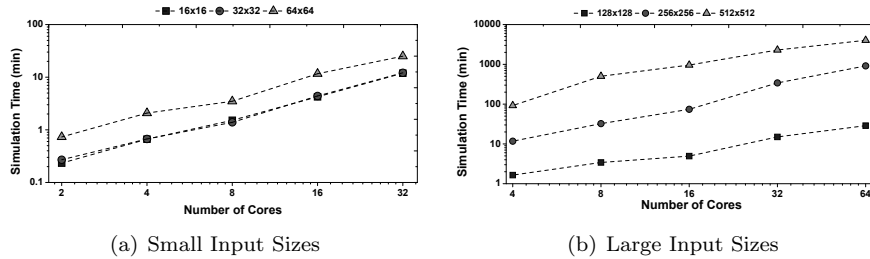 16x16 32x32 64x64
100
10
1
0.1
Simulation Time (min)
2 4 8 16 32
Number of Cores
(a) Small Input Sizes
128x128 256x256 512x512
10000
1000
100
10
1
Simulation Time (min)
4 8 16 32 64
Number of Cores
(b) Large Input Sizes